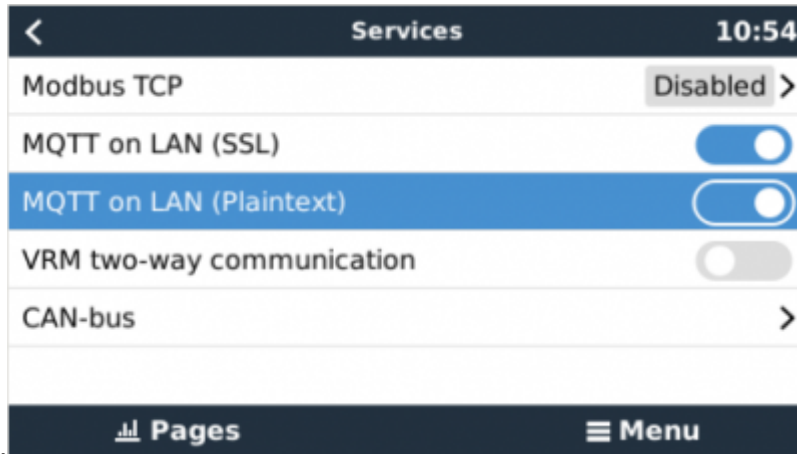 Services 10:54
Modbus TCP Disabled
MQTT on LAN (SSL)
MQTT on LAN (Plaintext)
VRM two-way communication
CAN-bus
Pages Menu